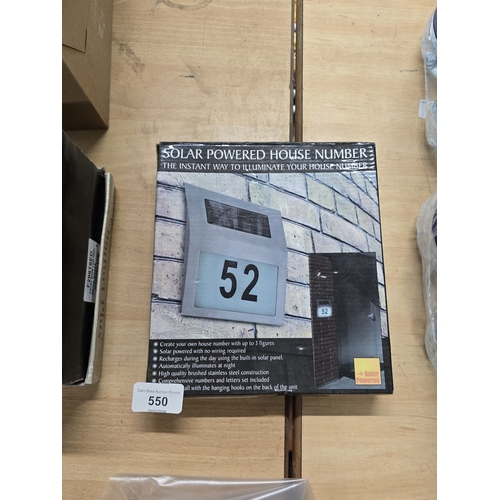 SOLAR POWERED HOUSE NUMBER
THE INSTANT WAY TO ILLUMINATE YOUR HOUSE NUMBER
52
52
Create your own house number with up to 3 figures
Solar powered with no wiring required
Recharges during the day using the built-in solar panel.
Automatically illuminates at night
High quality brushed stainless steel construction
Comprehensive numbers and letters set included
all with the hanging hooks on the back of the unit
Solar
Powered
550